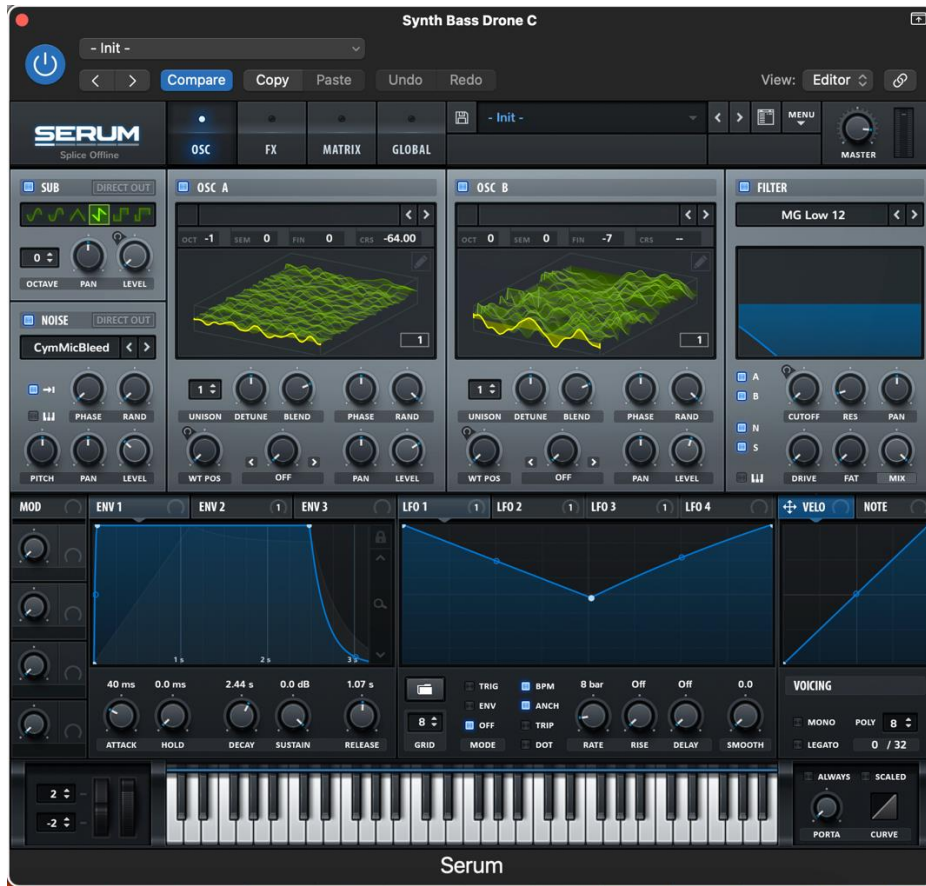 Synth Bass Drone C
- Init -
Compare Copy Paste Undo Redo View: Editor
SERUM
Splice Offline
OSC FX MATRIX GLOBAL
- Init -
MENU
MASTER
SUB DIRECT OUT
0
OCTAVE PAN LEVEL
NOISE DIRECT OUT
CymMicBleed
PHASE RAND
PITCH PAN LEVEL
OSC A
OCT -1 SEM 0 FIN 0 CRS -64.00
1
1
UNISON DETUNE BLEND PHASE RAND
OFF
WT POS PAN LEVEL
OSC B
OCT 0 SEM 0 FIN -7 CRS --
1
1
UNISON DETUNE BLEND PHASE RAND
OFF
WT POS PAN LEVEL
FILTER
MG Low 12
A
B
N
S
CUTOFF RES PAN
DRIVE FAT MIX
MOD ENV 1 ENV 2 1 ENV 3 LFO 1 1 LFO 2 1 LFO 3 1 LFO 4 VELO NOTE
1 s 2 s 3 s
40 ms 0.0 ms 2.44 s 0.0 dB 1.07 s
ATTACK HOLD DECAY SUSTAIN RELEASE
8
GRID
TRIG BPM
ENV ANCH
OFF TRIP
MODE DOT
8 bar Off Off 0.0
RATE RISE DELAY SMOOTH
VOICING
MONO POLY 8
LEGATO 0 / 32
2
-2
ALWAYS SCALED
PORTA CURVE
Serum